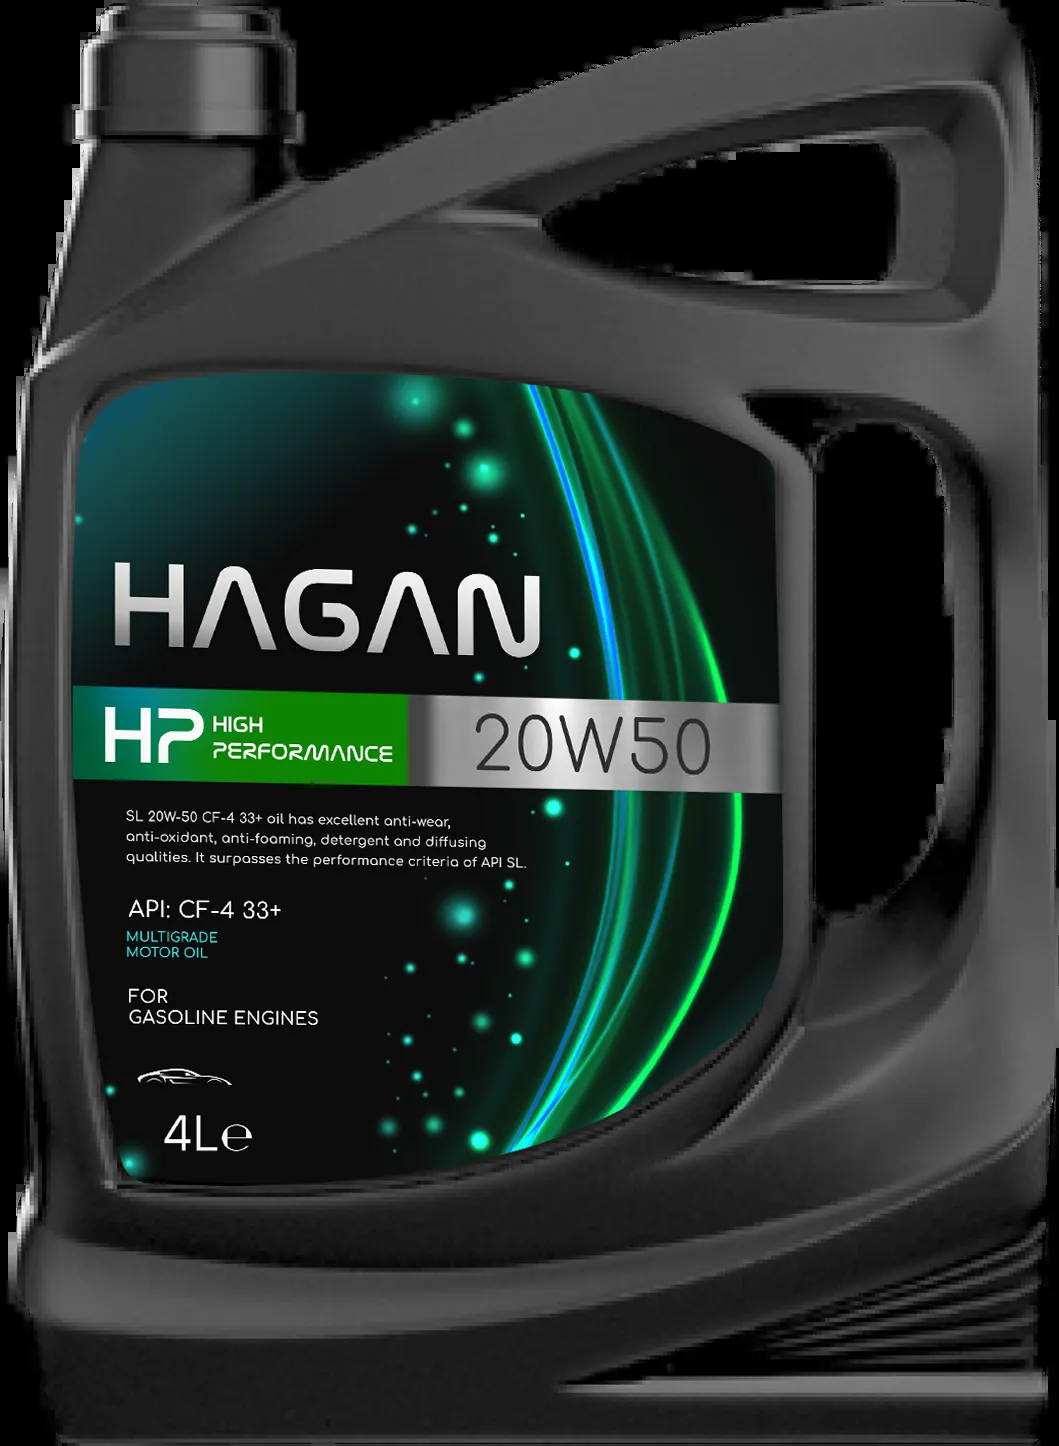 HAGAN
HP HIGH
PERFORMANCE
20W50
SL 20W-50 CF-4 33+ oil has excellent anti-wear,
anti-oxidant, anti-foaming, detergent and diffusing
qualities. It surpasses the performance criteria of API SL.
API: CF-4 33+
MULTIGRADE
MOTOR OIL
FOR
GASOLINE ENGINES
4L℮